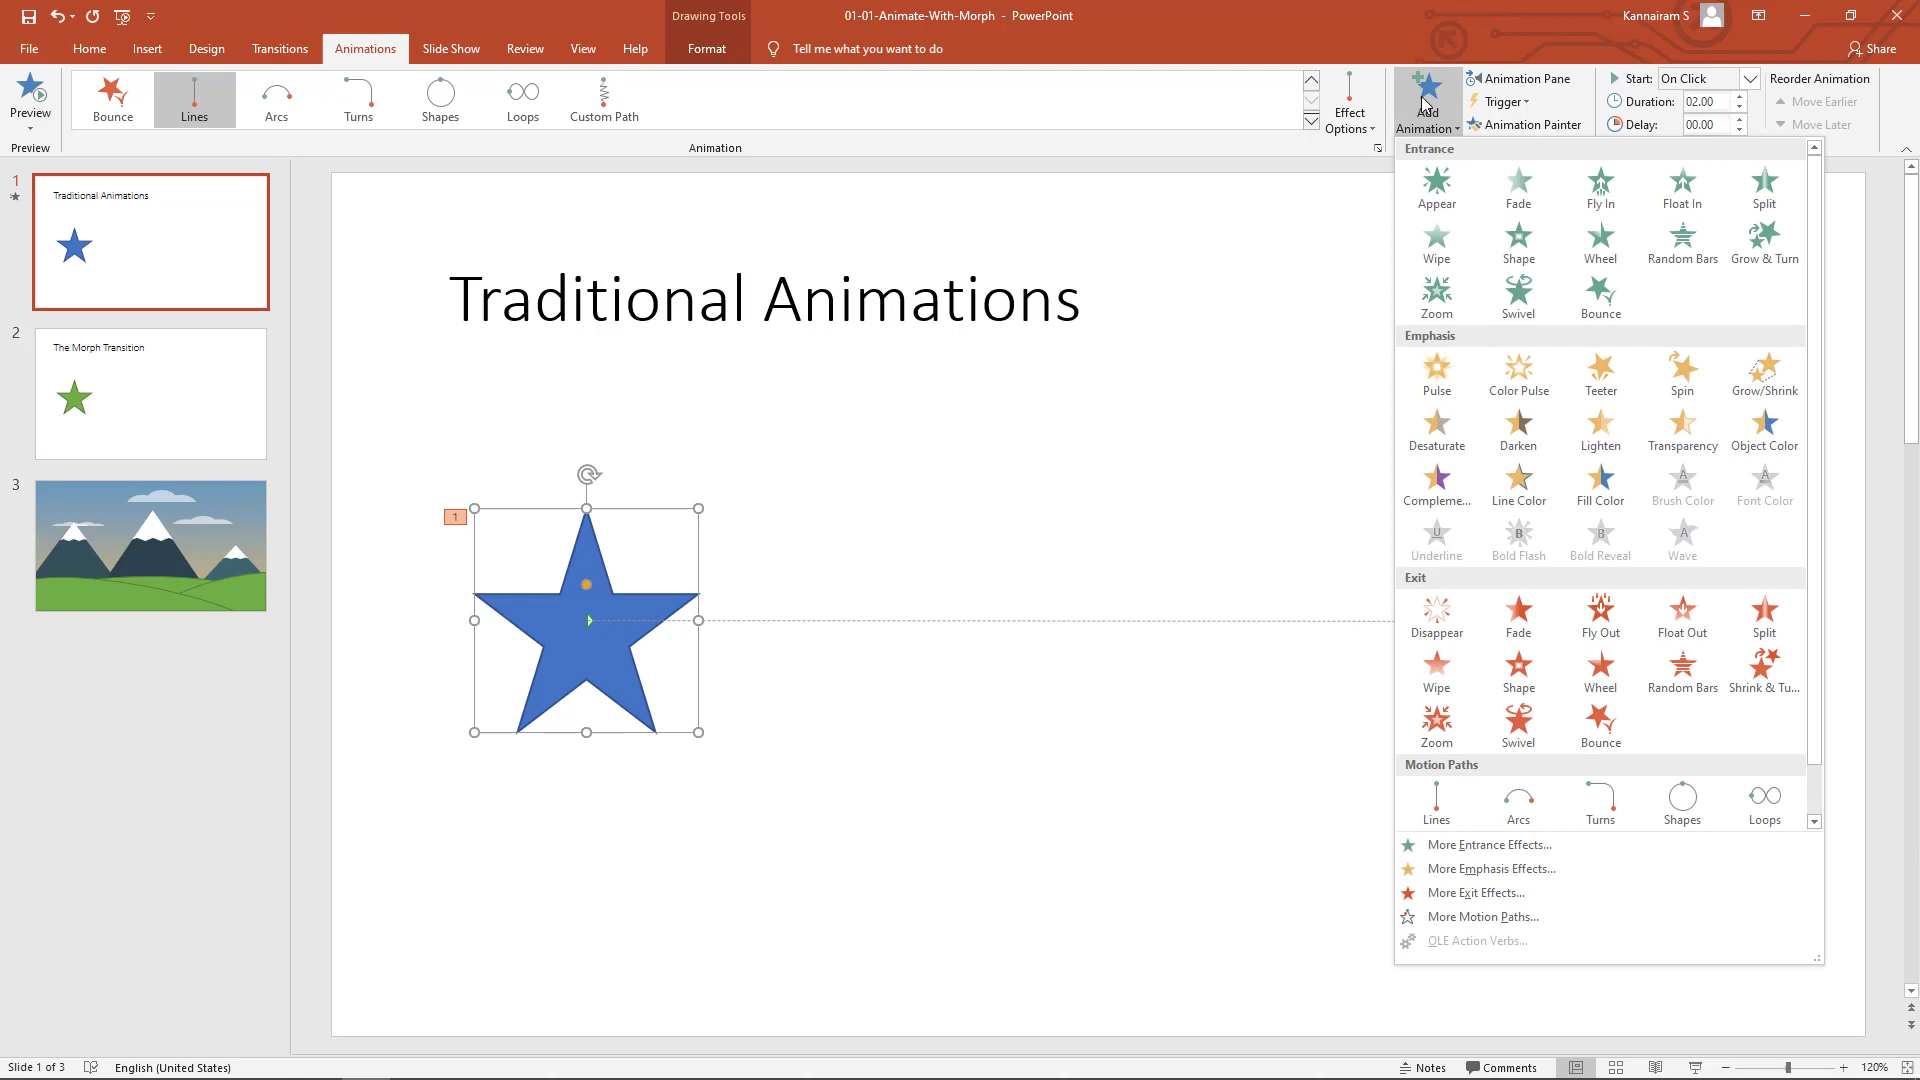 Drawing Tools
01-01-Animate-With-Morph - PowerPoint
Kannairam S
File Home Insert Design Transitions Animations Slide Show Review View Help Format Tell me what you want to do Share
Preview
Bounce Lines Arcs Turns Shapes Loops Custom Path
Effect Options
Add Animation
Animation Pane
Trigger
Animation Painter
Start: On Click
Duration: 02.00
Delay: 00.00
Reorder Animation
Move Earlier
Move Later
Preview
Animation
1
Traditional Animations
2
The Morph Transition
3
Traditional Animations
1
Entrance
Appear Fade Fly In Float In Split
Wipe Shape Wheel Random Bars Grow & Turn
Zoom Swivel Bounce
Emphasis
Pulse Color Pulse Teeter Spin Grow/Shrink
Desaturate Darken Lighten Transparency Object Color
Compleme... Line Color Fill Color Brush Color Font Color
Underline Bold Flash Bold Reveal Wave
Exit
Disappear Fade Fly Out Float Out Split
Wipe Shape Wheel Random Bars Shrink & Tu...
Zoom Swivel Bounce
Motion Paths
Lines Arcs Turns Shapes Loops
More Entrance Effects...
More Emphasis Effects...
More Exit Effects...
More Motion Paths...
OLE Action Verbs...
Slide 1 of 3 English (United States) Notes Comments 120%